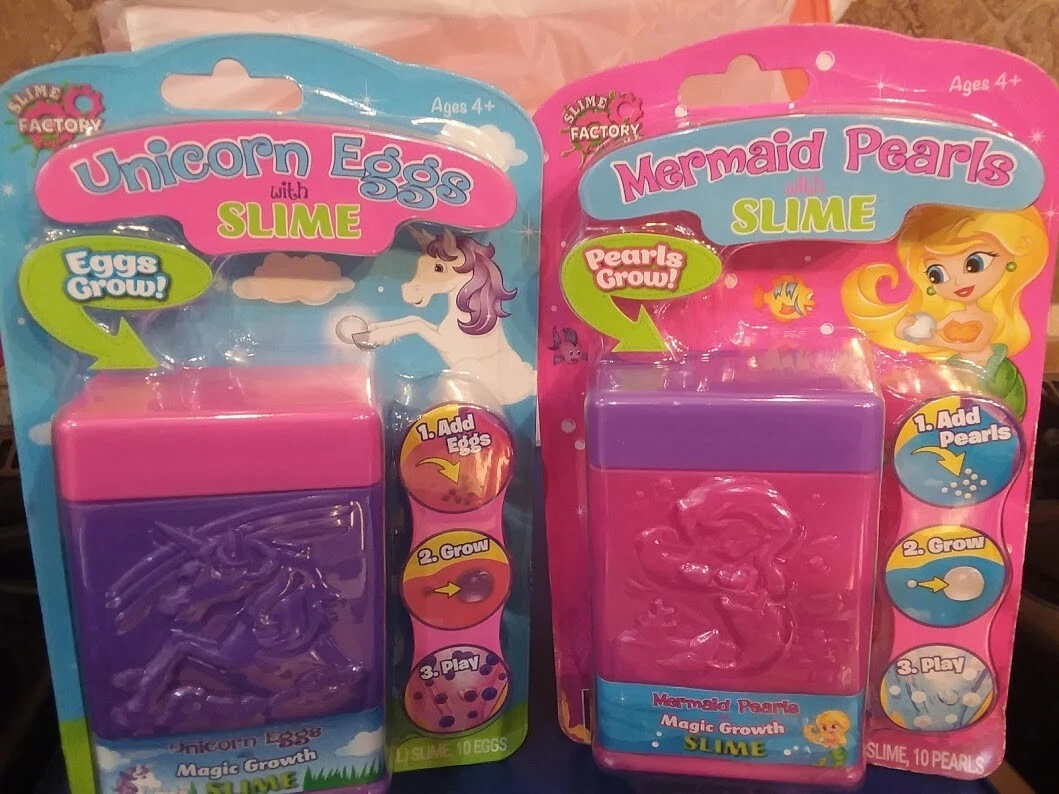 SLIME
FACTORY
Ages 4+
Unicorn Eggs
with
SLIME
Eggs
Grow!
1. Add
Eggs
2. Grow
3. Play
Unicorn Eggs
Magic Growth
SLIME
SLIME, 10 EGGS
SLIME
FACTORY
Ages 4+
Mermaid Pearls
with
SLIME
Pearls
Grow!
1. Add
Pearls
2. Grow
3. Play
Mermaid Pearls
Magic Growth
SLIME
SLIME, 10 PEARLS